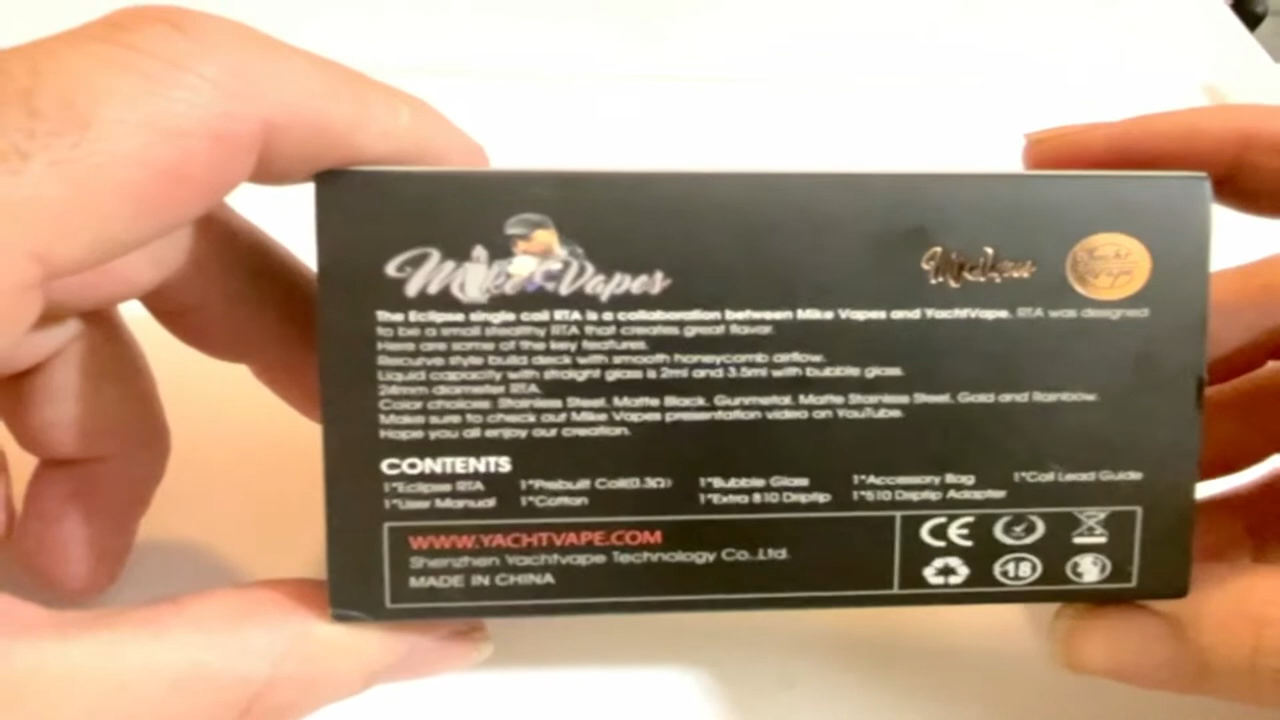 Mike Vapes
The Eclipse single coil RTA is a collaboration between Mike Vapes and YachtVape. RTA was designed
to be a small stealthy RTA that creates great flavor.
Here are some of the key features.
Recurve style build deck with smooth honeycomb airflow.
Liquid capacity with straight glass is 2ml and 3.5ml with bubble glass.
24mm diameter RTA.
Color choices: Stainless Steel, Matte Black, Gunmetal, Matte Stainless Steel, Gold and Rainbow.
Make sure to check out Mike Vapes presentation video on YouTube.
Hope you all enjoy our creation.
CONTENTS
1*Eclipse RTA 1*Prebuilt Coil(0.3Ω) 1*Bubble Glass 1*Accessory Bag 1*Coil Lead Guide
1*User Manual 1*Cotton 1*Extra 810 Driptip 1*510 Driptip Adapter
WWW.YACHTVAPE.COM
Shenzhen Yachtvape Technology Co.,Ltd.
MADE IN CHINA
CE
-18